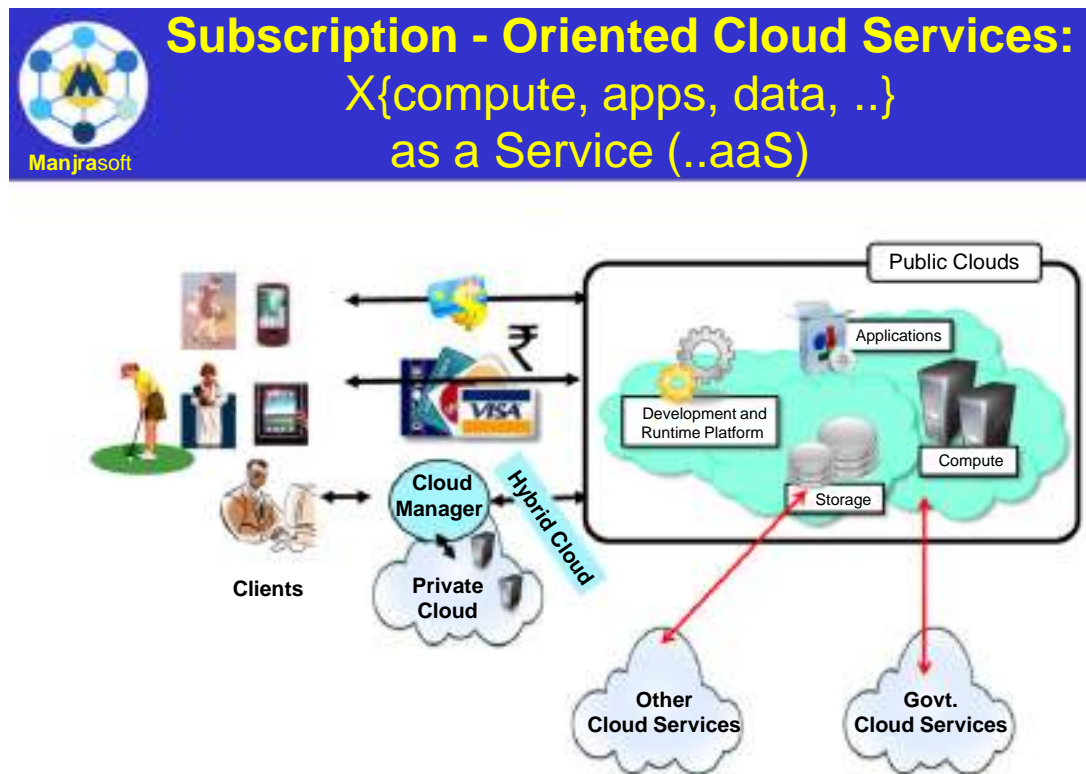 Subscription - Oriented Cloud Services:
X{compute, apps, data, ..}
as a Service (..aaS)
Manjrasoft
Public Clouds
Applications
₹
VISA
Development and
Runtime Platform
Compute
Storage
Cloud
Manager
Hybrid Cloud
Clients
Private
Cloud
Other
Cloud Services
Govt.
Cloud Services